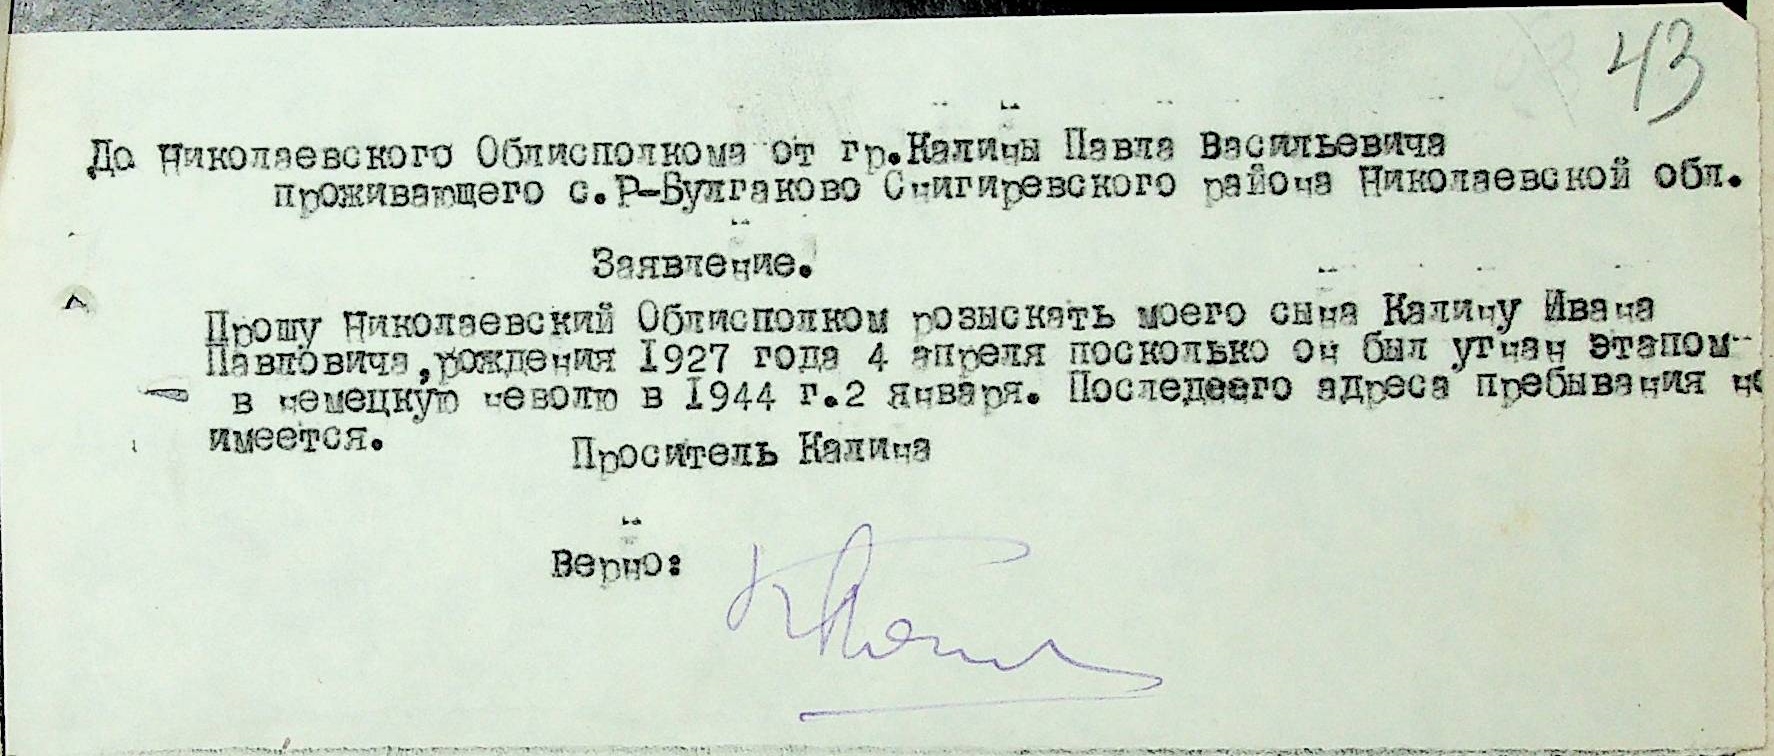 43
До Николаевского Облисполкома от гр.Калины Павла Васильевича
проживающего с.Р-Булгаково Снигиревского района Николаевской обл.
Заявление.
Прошу Николаевский Облисполком розыскать моего сына Калину Ивана
Павловича,рождения 1927 года 4 апреля посколько он был угнан этапом
в немецкую неволю в 1944 г.2 января. Последеего адреса пребывания не
имеется.
Проситель Калина
Верно: